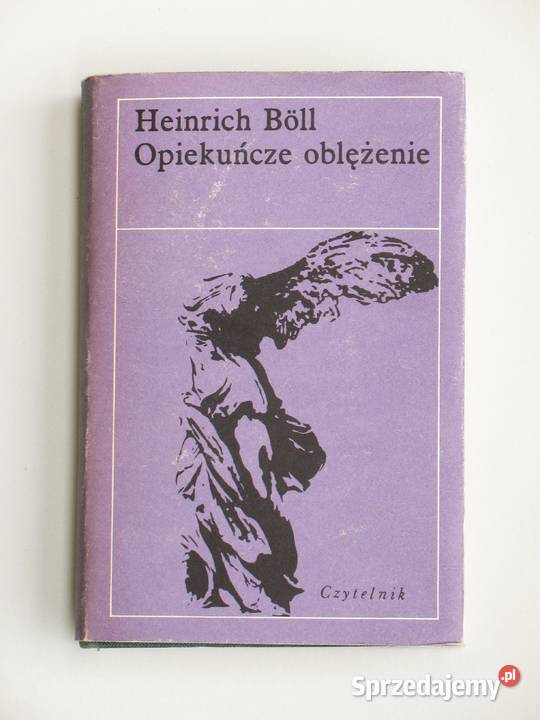 Heinrich Böll
Opiekuńcze oblężenie
Czytelnik
Sprzedajemy.pl